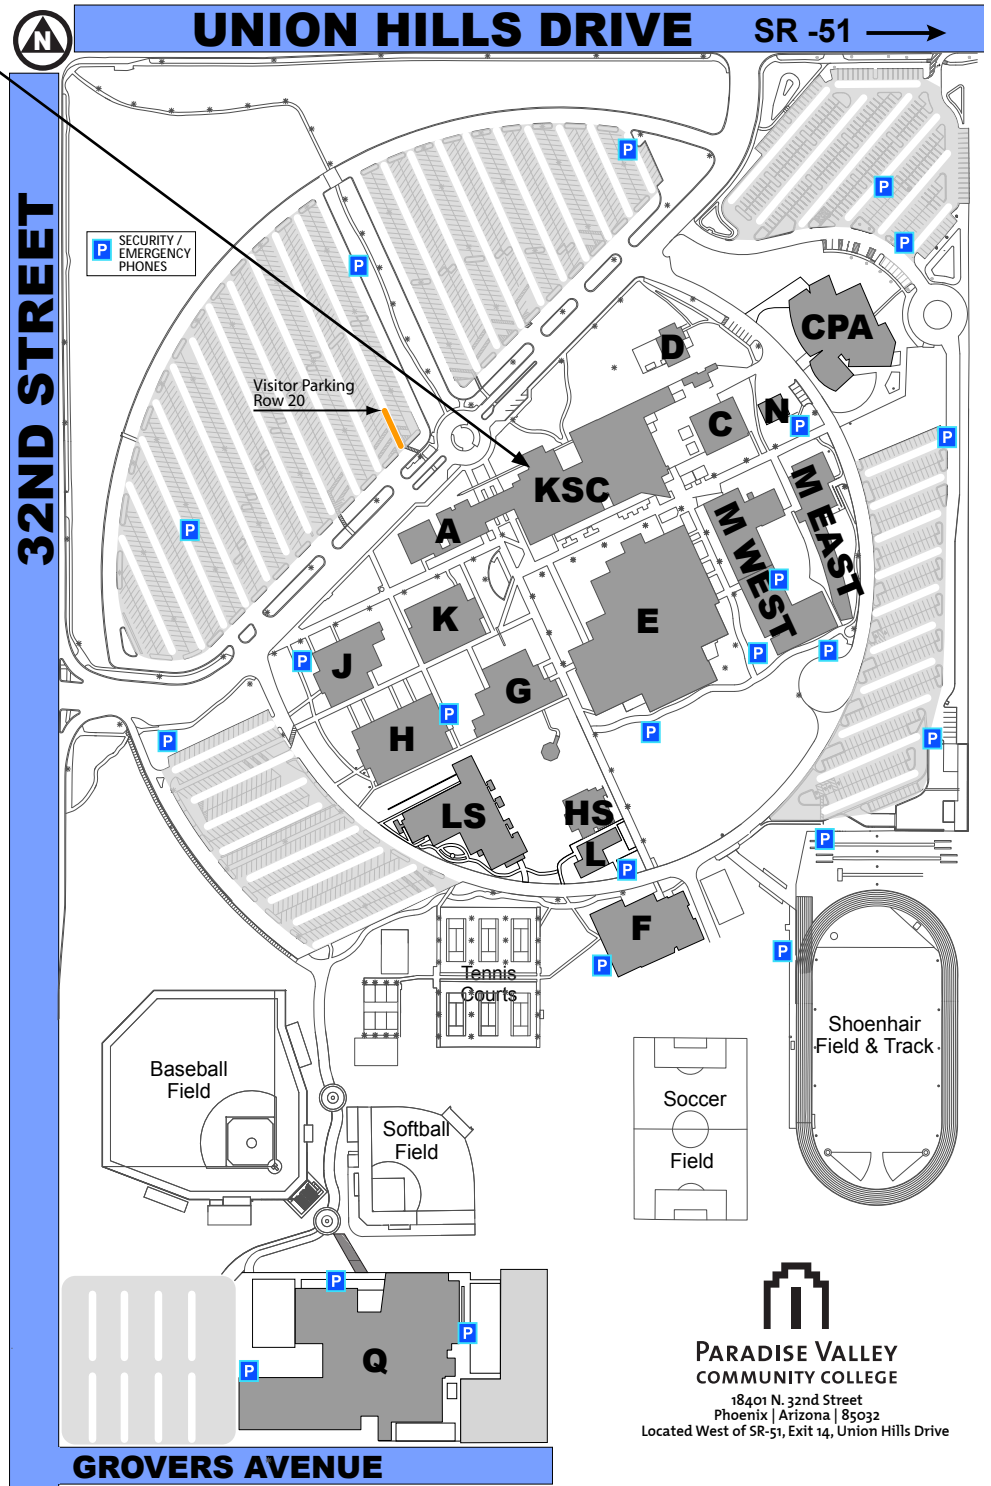 N
UNION HILLS DRIVE
SR -51
32ND STREET
P
P
P
P
P SECURITY /
EMERGENCY
PHONES
P
CPA
D
Visitor Parking
Row 20
N
C
P
P
KSC
M EAST
P
A
M WEST
P
K
E
J
P
P
P
G
H
P
P
P
P
LS
HS
L
P
P
F
P
P
Tennis
Courts
Shoenhair
Field & Track
Baseball
Field
Soccer
Field
Softball
Field
P
P
P
Q
PARADISE VALLEY
COMMUNITY COLLEGE
18401 N. 32nd Street
Phoenix | Arizona | 85032
Located West of SR-51, Exit 14, Union Hills Drive
GROVERS AVENUE